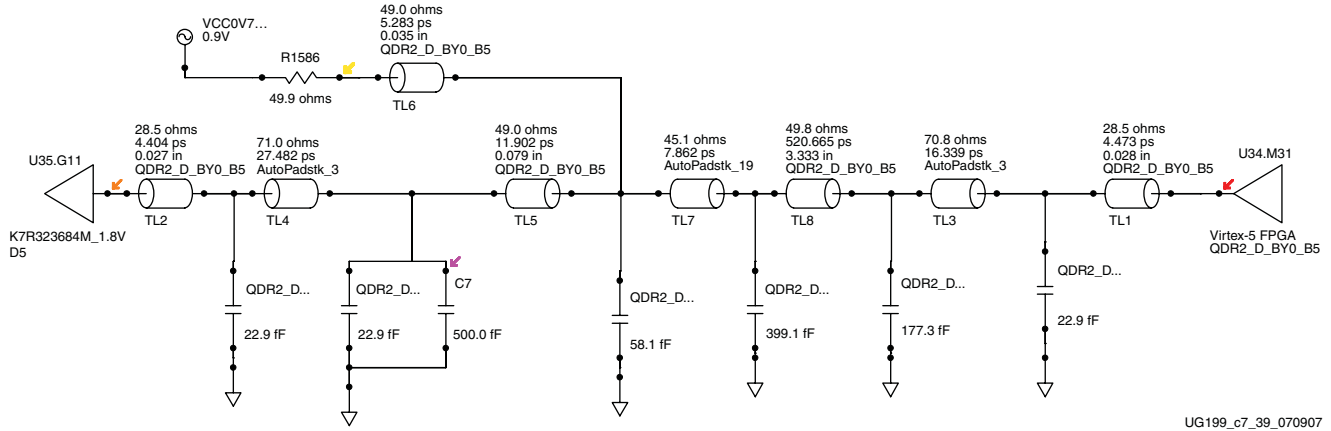 VCC0V7...
0.9V
R1586
49.9 ohms
49.0 ohms
5.283 ps
0.035 in
QDR2_D_BY0_B5
TL6
U35.G11
K7R323684M_1.8V
D5
28.5 ohms
4.404 ps
0.027 in
QDR2_D_BY0_B5
TL2
71.0 ohms
27.482 ps
AutoPadstk_3
TL4
49.0 ohms
11.902 ps
0.079 in
QDR2_D_BY0_B5
TL5
45.1 ohms
7.862 ps
AutoPadstk_19
TL7
49.8 ohms
520.665 ps
3.333 in
QDR2_D_BY0_B5
TL8
70.8 ohms
16.339 ps
AutoPadstk_3
TL3
28.5 ohms
4.473 ps
0.028 in
QDR2_D_BY0_B5
TL1
U34.M31
Virtex-5 FPGA
QDR2_D_BY0_B5
QDR2_D...
22.9 fF
QDR2_D...
22.9 fF
C7
500.0 fF
QDR2_D...
58.1 fF
QDR2_D...
399.1 fF
QDR2_D...
177.3 fF
QDR2_D...
22.9 fF
UG199_c7_39_070907